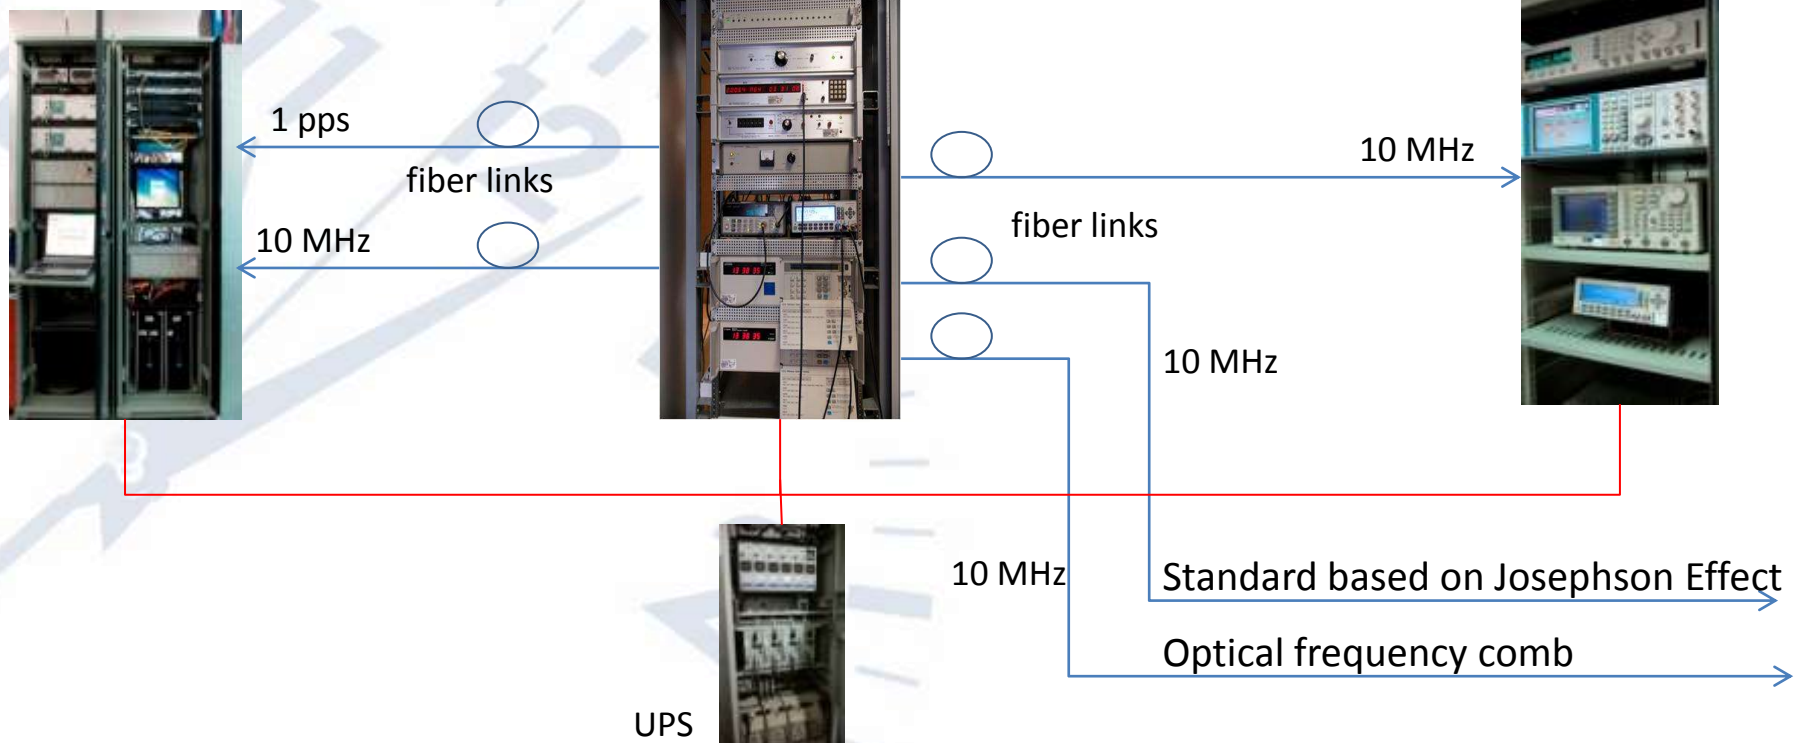 1 pps
fiber links
10 MHz
10 MHz
fiber links
10 MHz
10 MHz
Standard based on Josephson Effect
Optical frequency comb
UPS